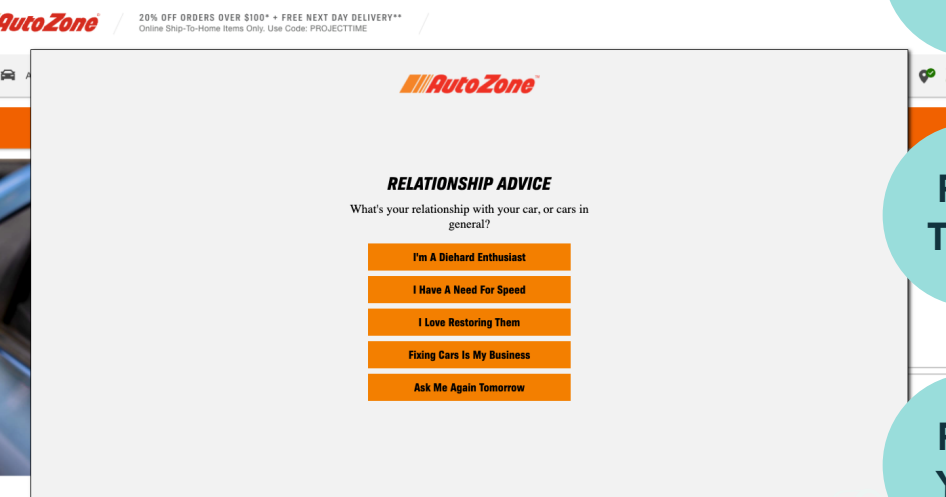 AutoZone
20% OFF ORDERS OVER $100* + FREE NEXT DAY DELIVERY**
Online Ship-To-Home Items Only. Use Code: PROJECTTIME
AutoZone
RELATIONSHIP ADVICE
What's your relationship with your car, or cars in
general?
I'm A Diehard Enthusiast
I Have A Need For Speed
I Love Restoring Them
Fixing Cars Is My Business
Ask Me Again Tomorrow